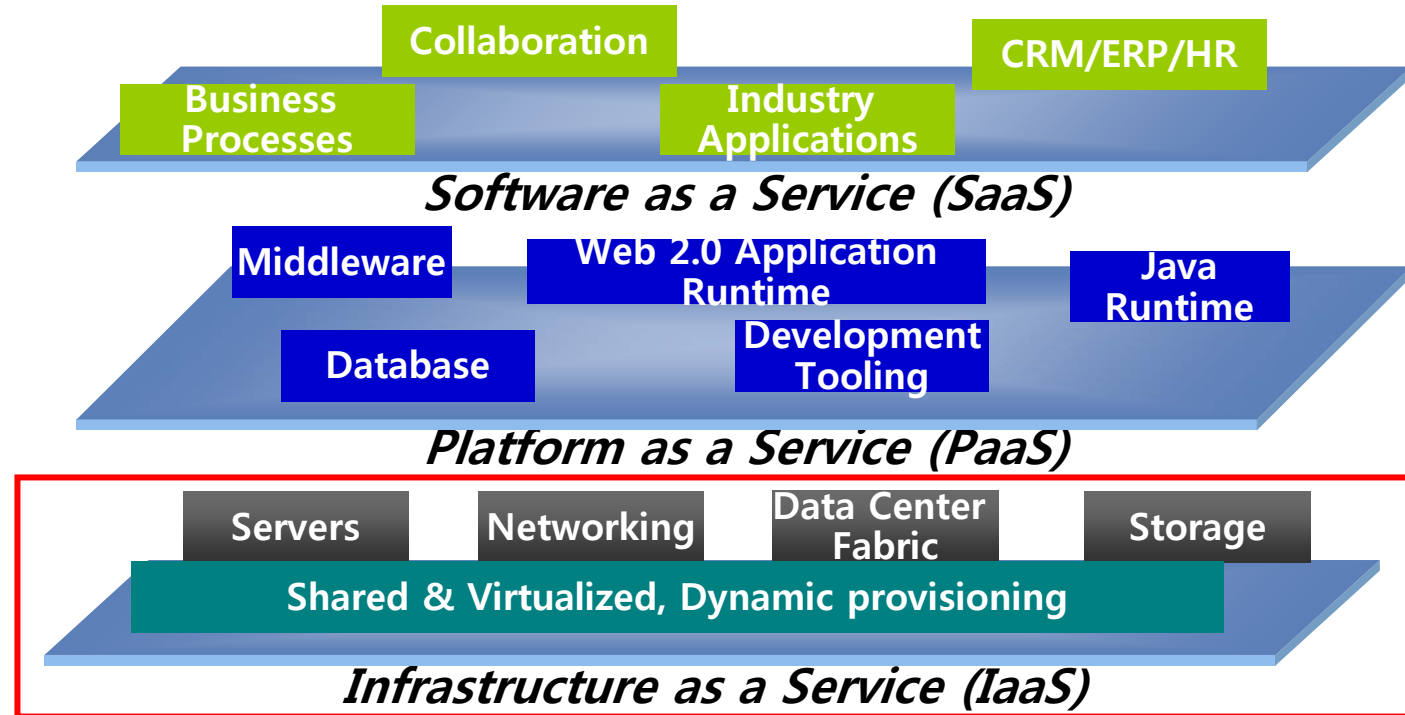 Collaboration
CRM/ERP/HR
Business
Processes
Industry
Applications
Software as a Service (SaaS)
Middleware
Web 2.0 Application
Runtime
Java
Runtime
Database
Development
Tooling
Platform as a Service (PaaS)
Servers
Networking
Data Center
Fabric
Storage
Shared & Virtualized, Dynamic provisioning
Infrastructure as a Service (IaaS)